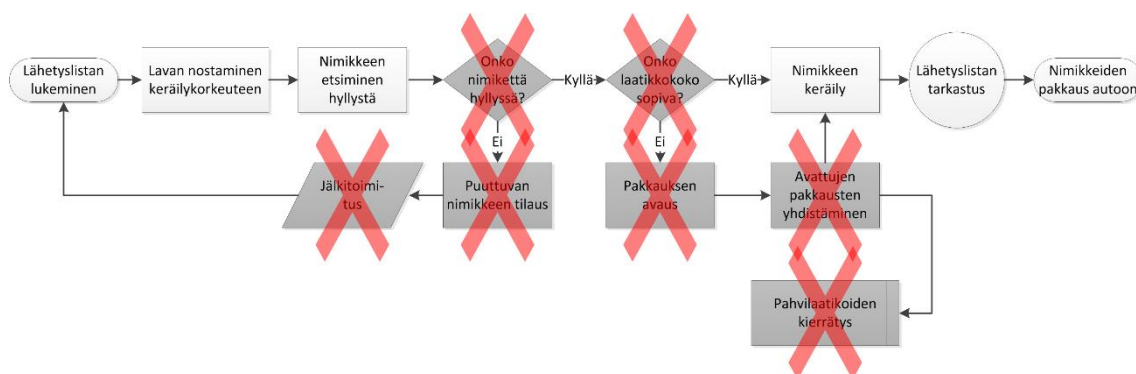 Lähetyslistan
lukeminen
Lavan nostaminen
keräilykorkeuteen
Nimikkeen
etsiminen
hyllystä
Onko
nimikettä
hyllyssä?
Kyllä
Onko
laatikkokoko
sopiva?
Kyllä
Nimikkeen
keräily
Lähetyslistan
tarkastus
Nimikkeiden
pakkaus autoon
Ei
Ei
Jälkitoimi-
tus
Puuttuvan
nimikkeen tilaus
Pakkauksen
avaus
Avattujen
pakkausten
yhdistäminen
Pahvilaatikoiden
kierrätys